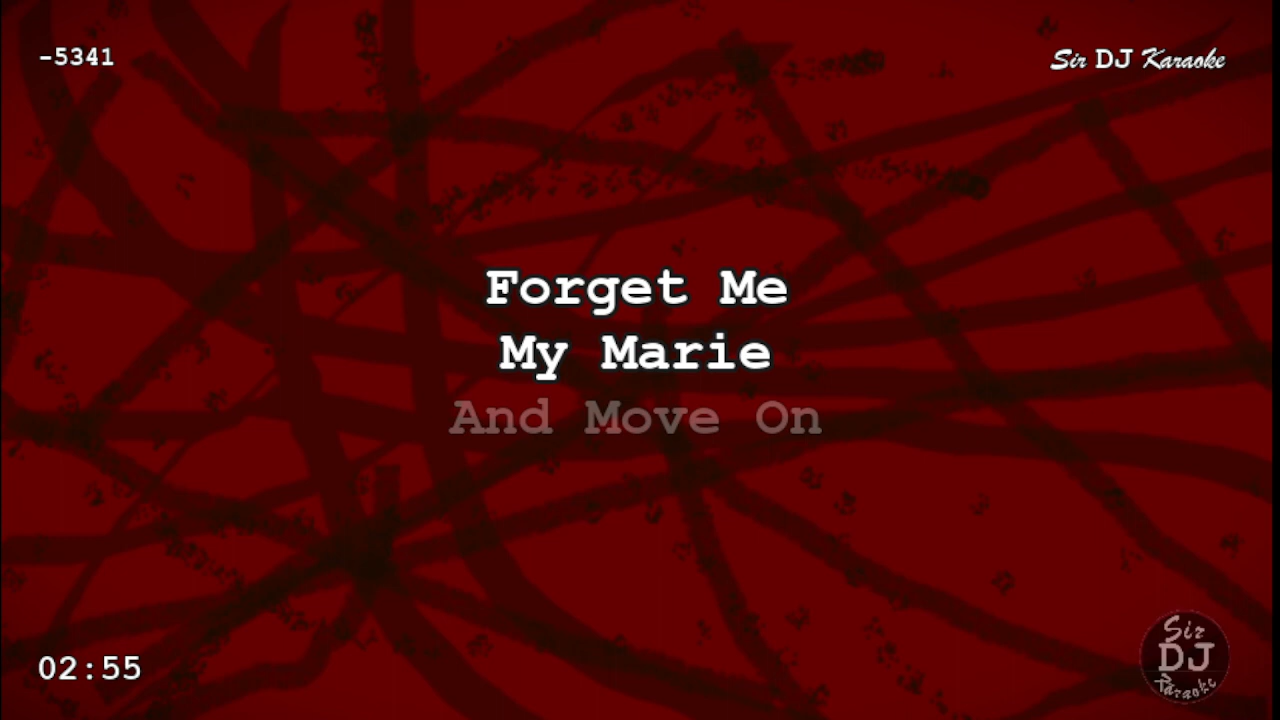 -5341
Sir DJ Karaoke
Forget Me
My Marie
And Move On
02:55
Sir
DJ
Karaoke